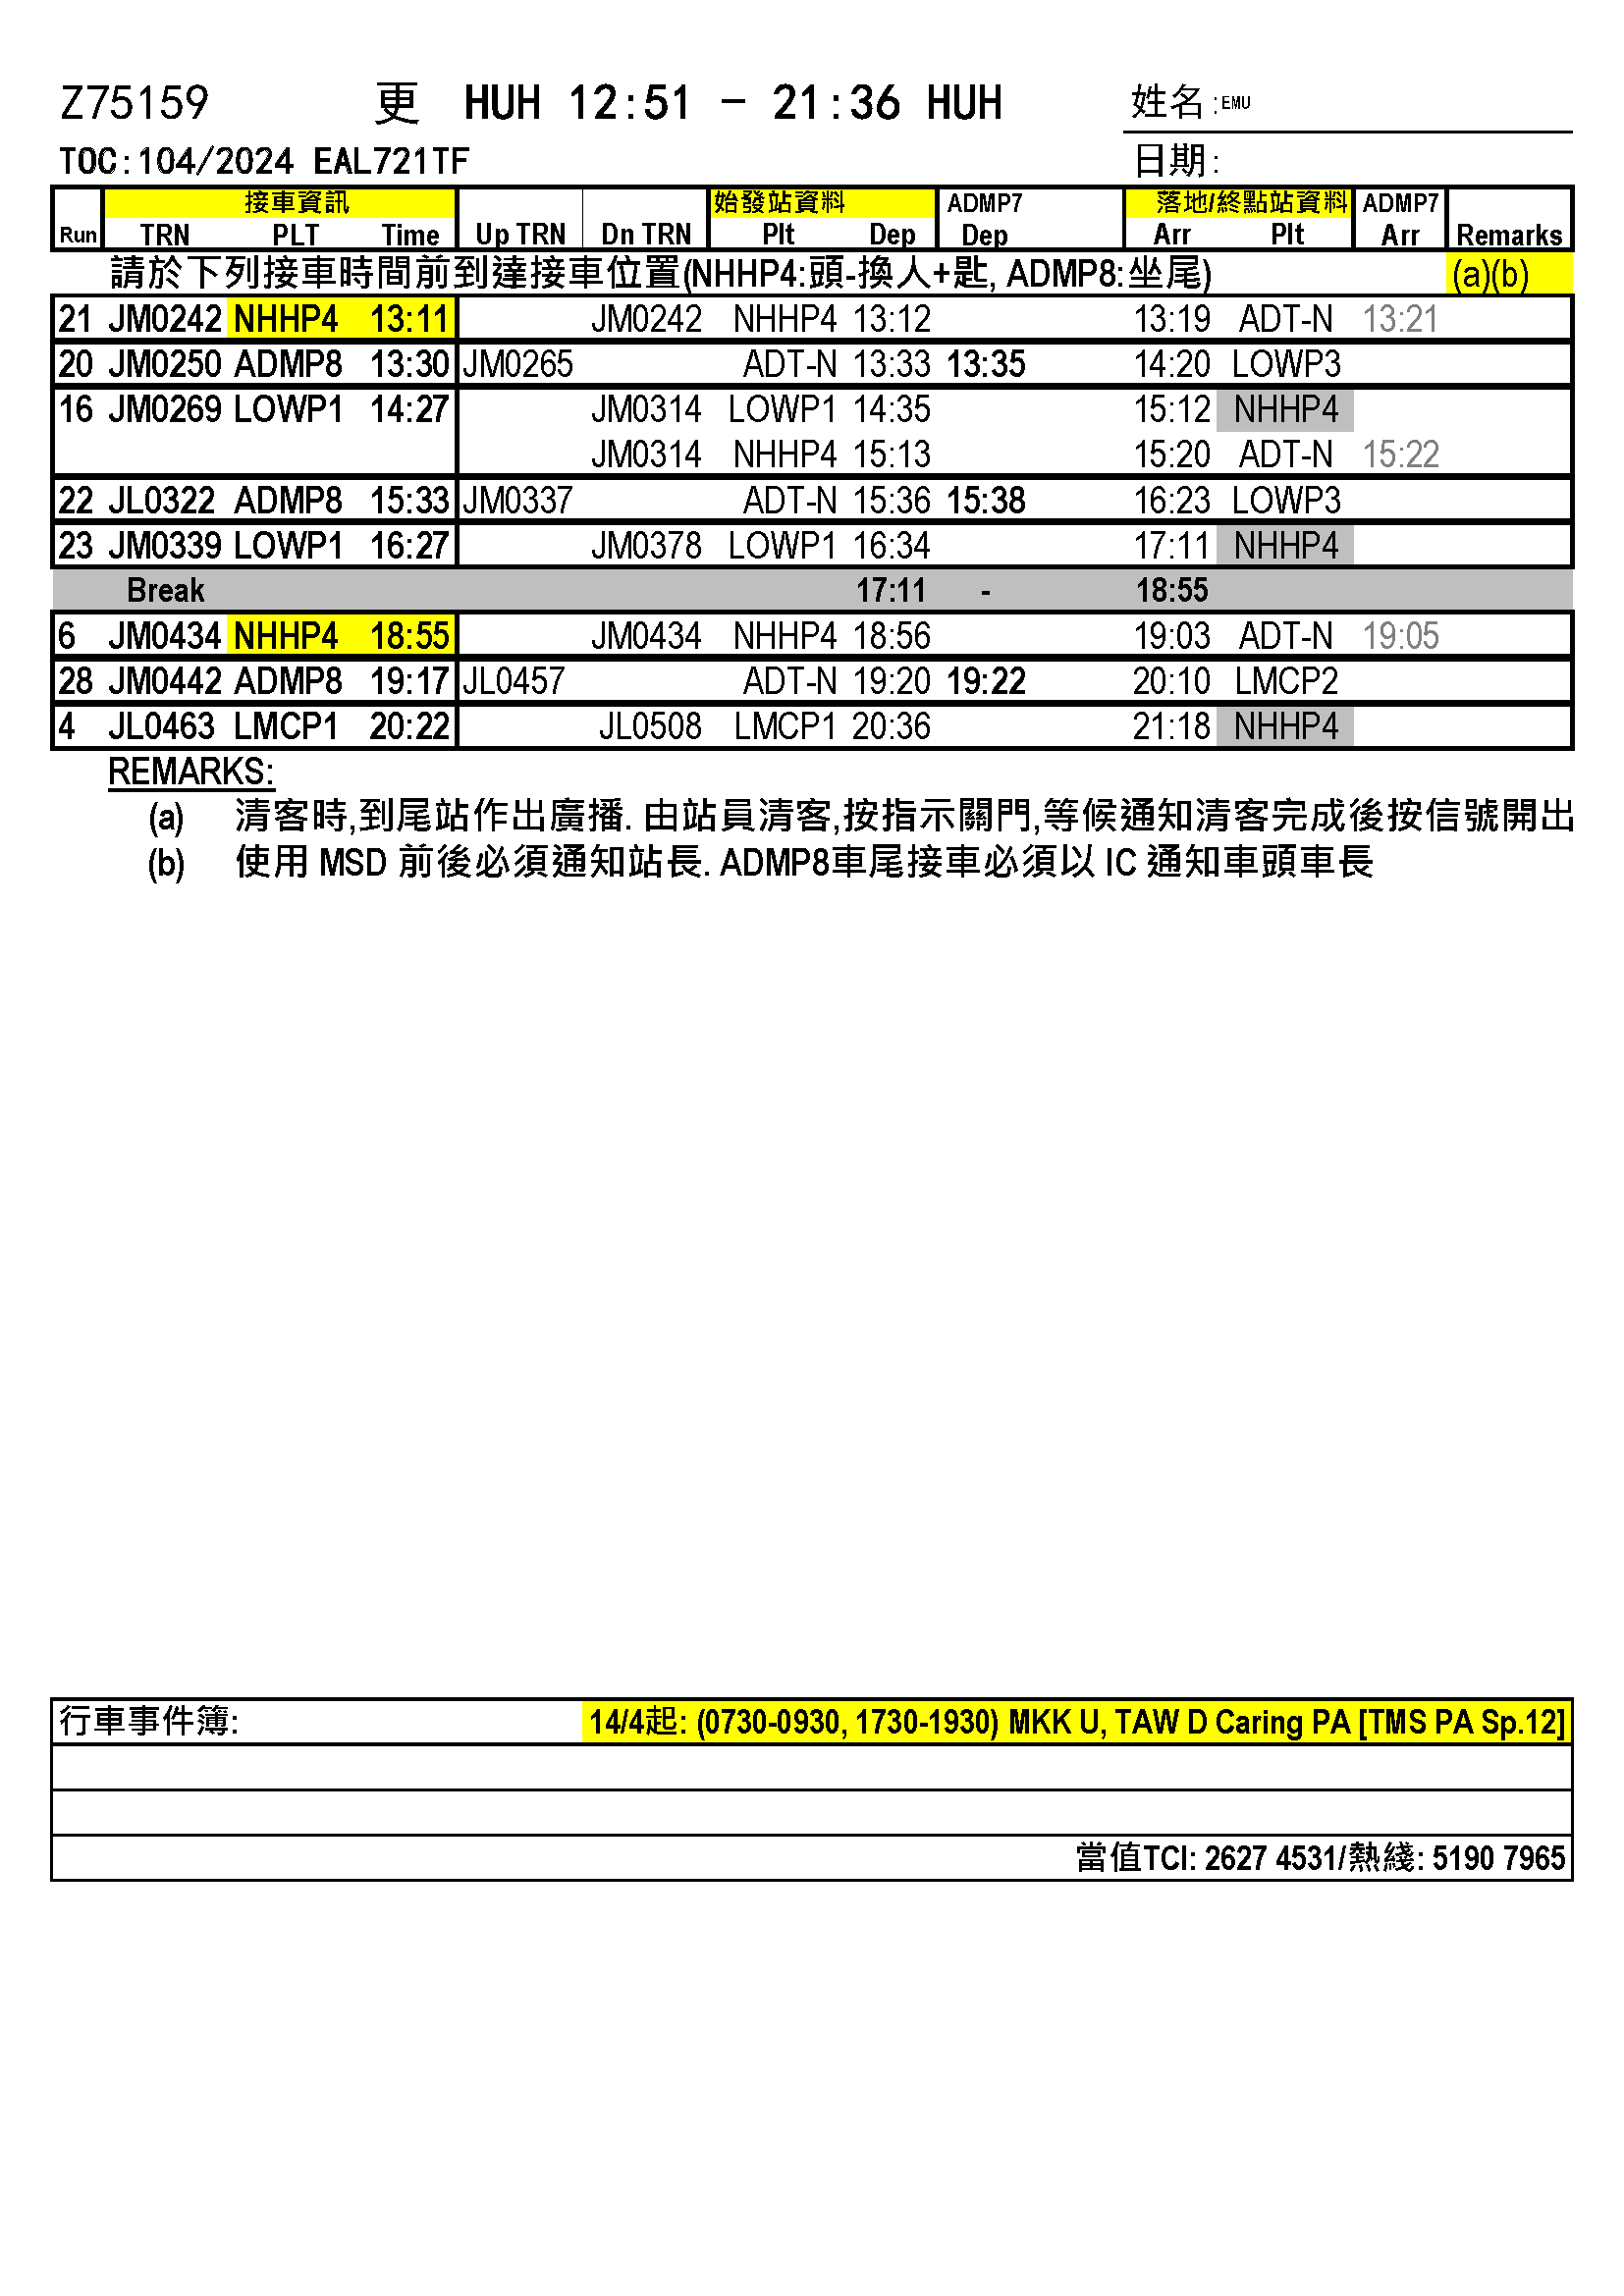 Z75159 更 HUH 12:51 - 21:36 HUH 姓名:EMU
TOC:104/2024 EAL721TF 日期:
接車資訊 始發站資料 ADMP7 落地/終點站資料 ADMP7
Run TRN PLT Time Up TRN Dn TRN Plt Dep Dep Arr Plt Arr Remarks
請於下列接車時間前到達接車位置(NHHP4:頭-換人+匙, ADMP8:坐尾) (a)(b)
21 JM0242 NHHP4 13:11 JM0242 NHHP4 13:12 13:19 ADT-N 13:21
20 JM0250 ADMP8 13:30 JM0265 ADT-N 13:33 13:35 14:20 LOWP3
16 JM0269 LOWP1 14:27 JM0314 LOWP1 14:35 15:12 NHHP4
JM0314 NHHP4 15:13 15:20 ADT-N 15:22
22 JL0322 ADMP8 15:33 JM0337 ADT-N 15:36 15:38 16:23 LOWP3
23 JM0339 LOWP1 16:27 JM0378 LOWP1 16:34 17:11 NHHP4
Break 17:11 - 18:55
6 JM0434 NHHP4 18:55 JM0434 NHHP4 18:56 19:03 ADT-N 19:05
28 JM0442 ADMP8 19:17 JL0457 ADT-N 19:20 19:22 20:10 LMCP2
4 JL0463 LMCP1 20:22 JL0508 LMCP1 20:36 21:18 NHHP4
REMARKS:
(a) 清客時,到尾站作出廣播. 由站員清客,按指示關門,等候通知清客完成後按信號開出
(b) 使用 MSD 前後必須通知站長. ADMP8車尾接車必須以 IC 通知車頭車長
行車事件簿: 14/4起: (0730-0930, 1730-1930) MKK U, TAW D Caring PA [TMS PA Sp.12]
當值TCI: 2627 4531/熱綫: 5190 7965